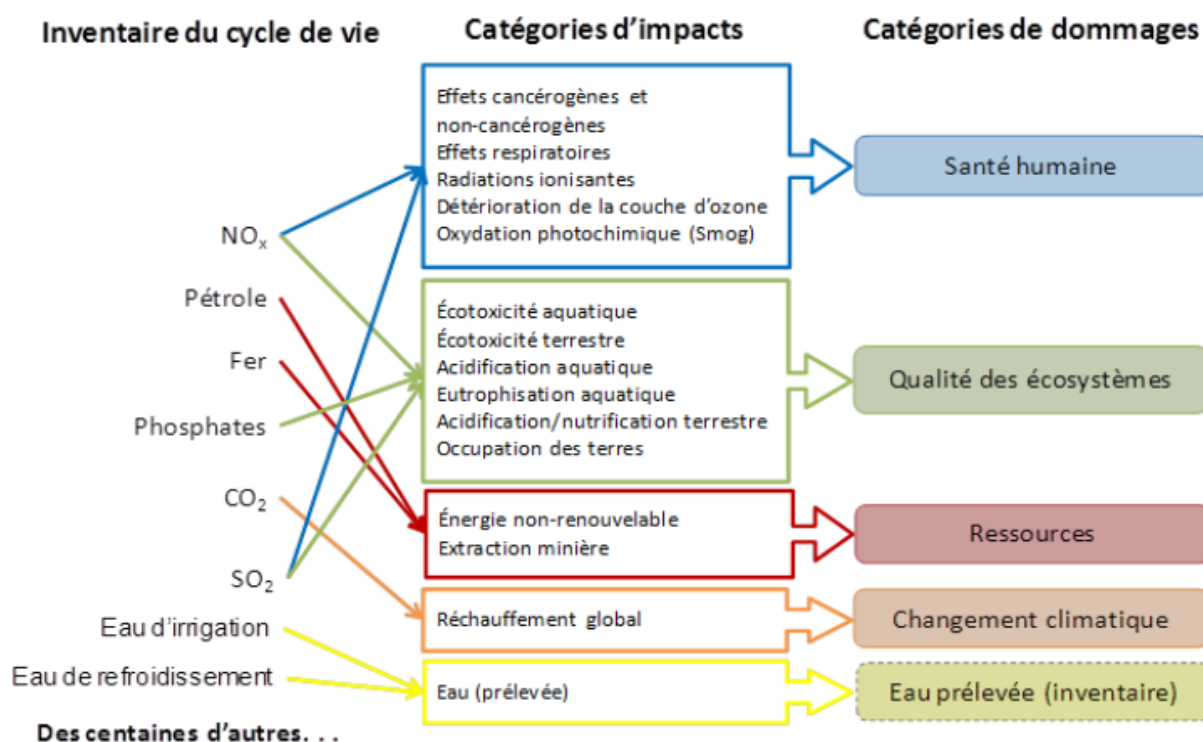 Inventaire du cycle de vie
Catégories d'impacts
Catégories de dommages
NOₓ
Pétrole
Fer
Phosphates
CO₂
SO₂
Eau d'irrigation
Eau de refroidissement
Des centaines d'autres. . .
Effets cancérogènes et
non-cancérogènes
Effets respiratoires
Radiations ionisantes
Détérioration de la couche d'ozone
Oxydation photochimique (Smog)
Écotoxicité aquatique
Écotoxicité terrestre
Acidification aquatique
Eutrophisation aquatique
Acidification/nutrification terrestre
Occupation des terres
Énergie non-renouvelable
Extraction minière
Réchauffement global
Eau (prélevée)
Santé humaine
Qualité des écosystèmes
Ressources
Changement climatique
Eau prélevée (inventaire)